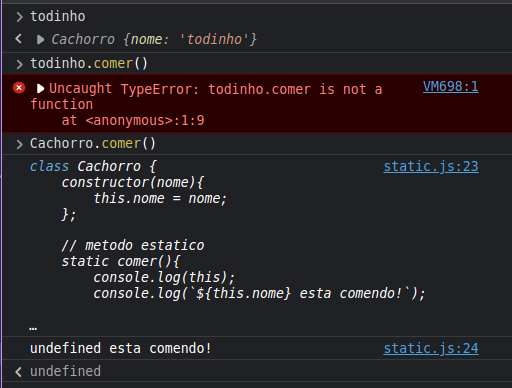 todinho
Cachorro {nome: 'todinho'}
todinho.comer()
Uncaught TypeError: todinho.comer is not a VM698:1
function
at <anonymous>:1:9
Cachorro.comer()
class Cachorro { static.js:23
constructor(nome){
this.nome = nome;
};
// metodo estatico
static comer(){
console.log(this);
console.log(`${this.nome} esta comendo!`);
…
undefined esta comendo! static.js:24
undefined